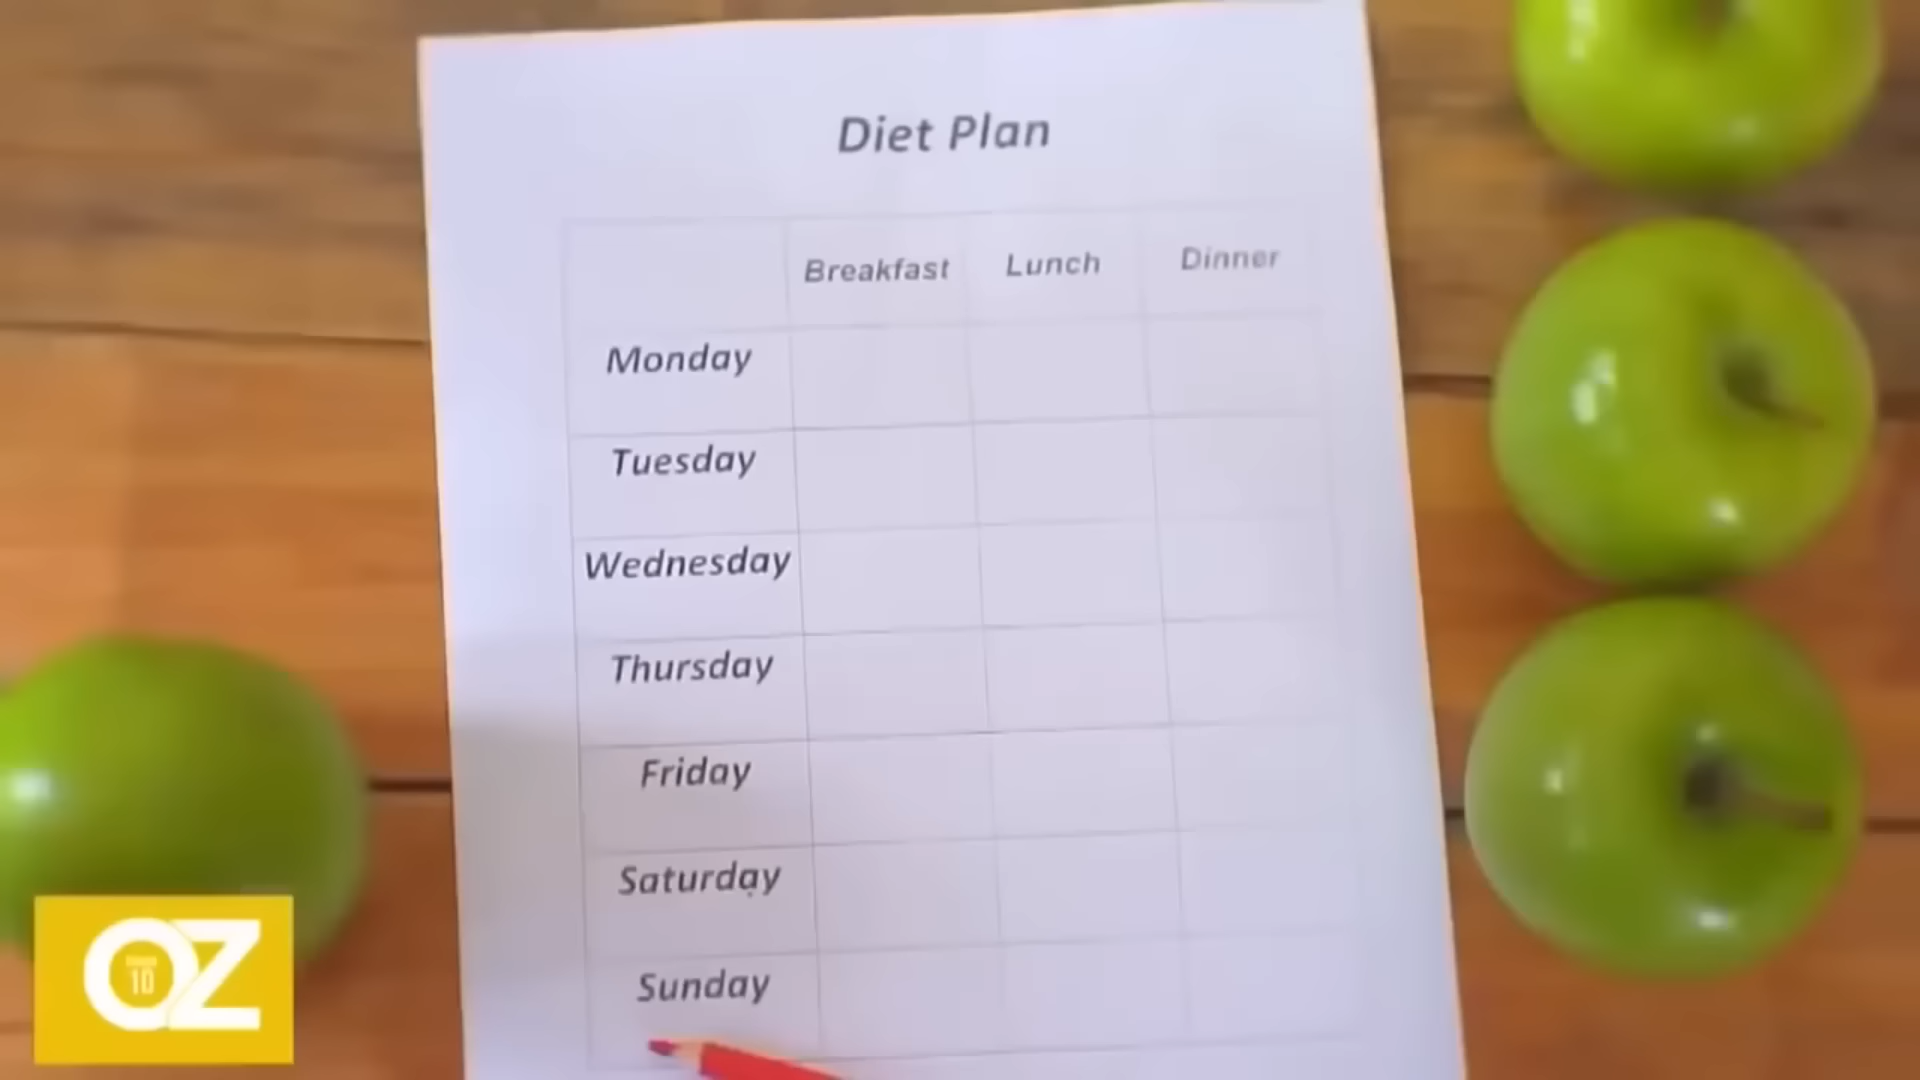 Diet Plan
Breakfast Lunch Dinner
Monday
Tuesday
Wednesday
Thursday
Friday
Saturday
Sunday
OZ
10